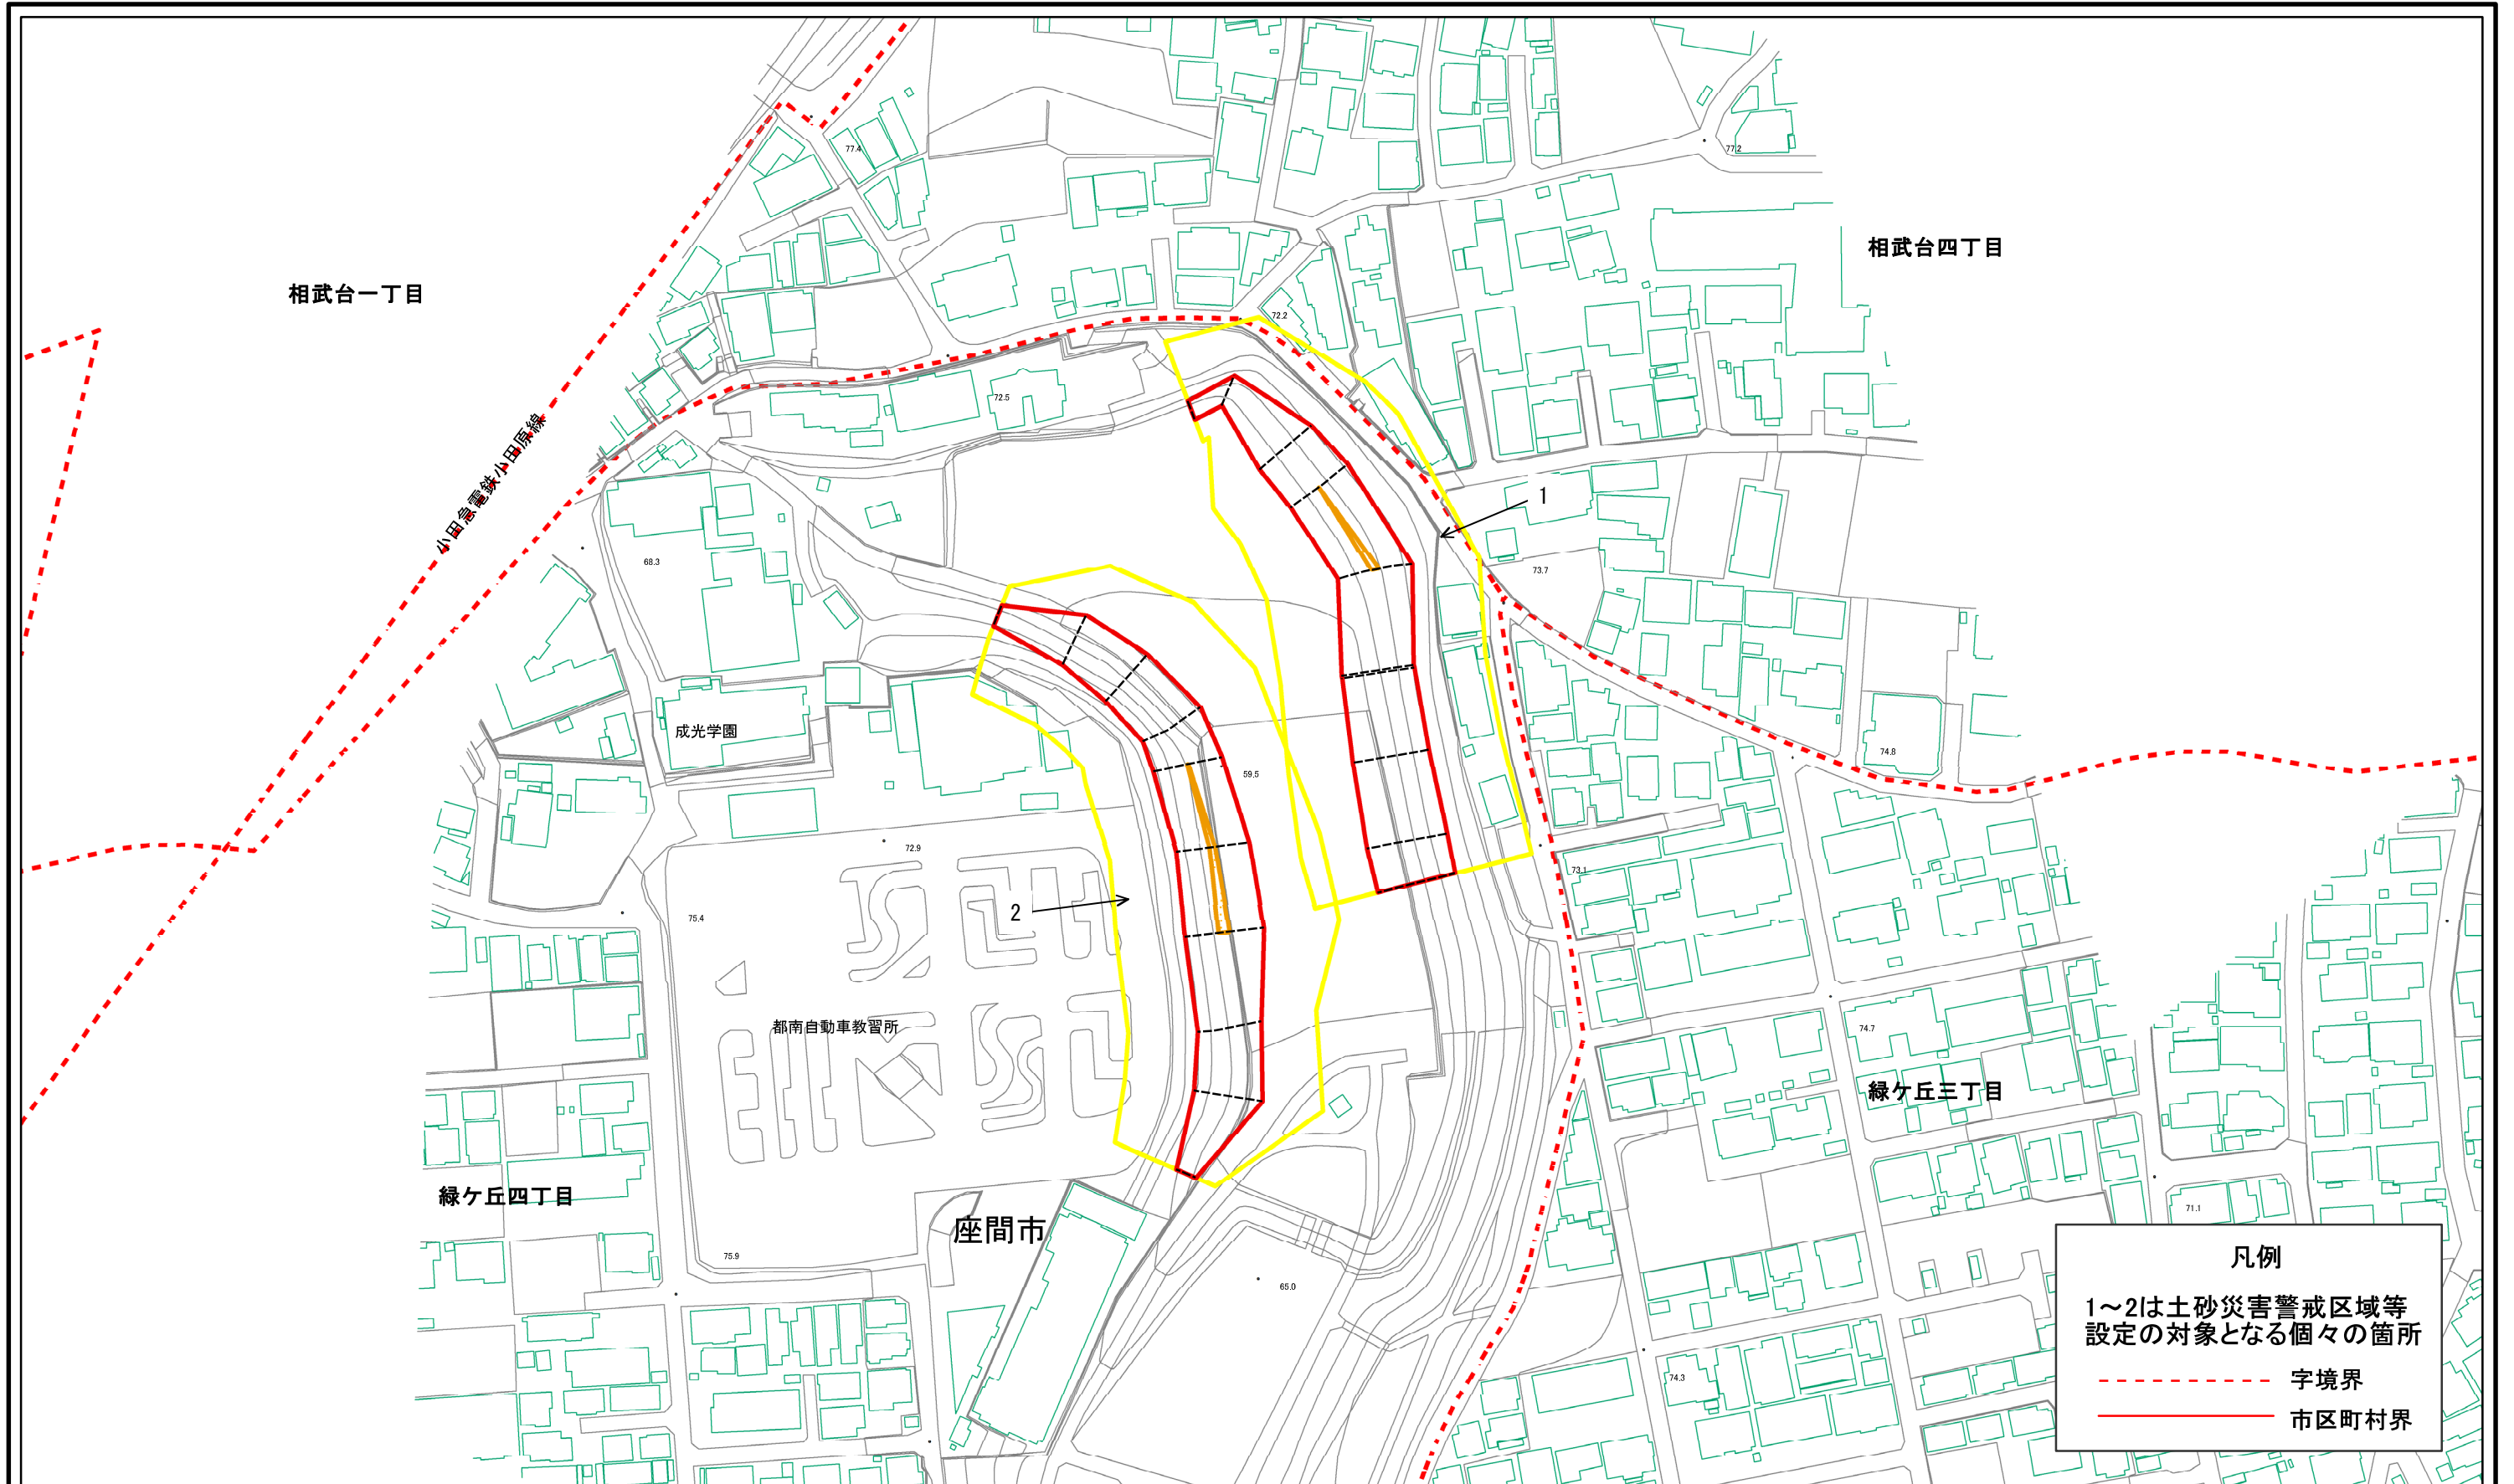 77.4
77.2
相武台四丁目
相武台一丁目
72.2
72.5
小田急電鉄小田原線
1
68.3
73.7
成光学園
59.5
74.8
72.9
73.1
2
75.4
都南自動車教習所
74.7
緑ケ丘三丁目
緑ケ丘四丁目
座間市
71.1
75.9
65.0
74.3
凡例
1～2は土砂災害警戒区域等
設定の対象となる個々の箇所
字境界
市区町村界